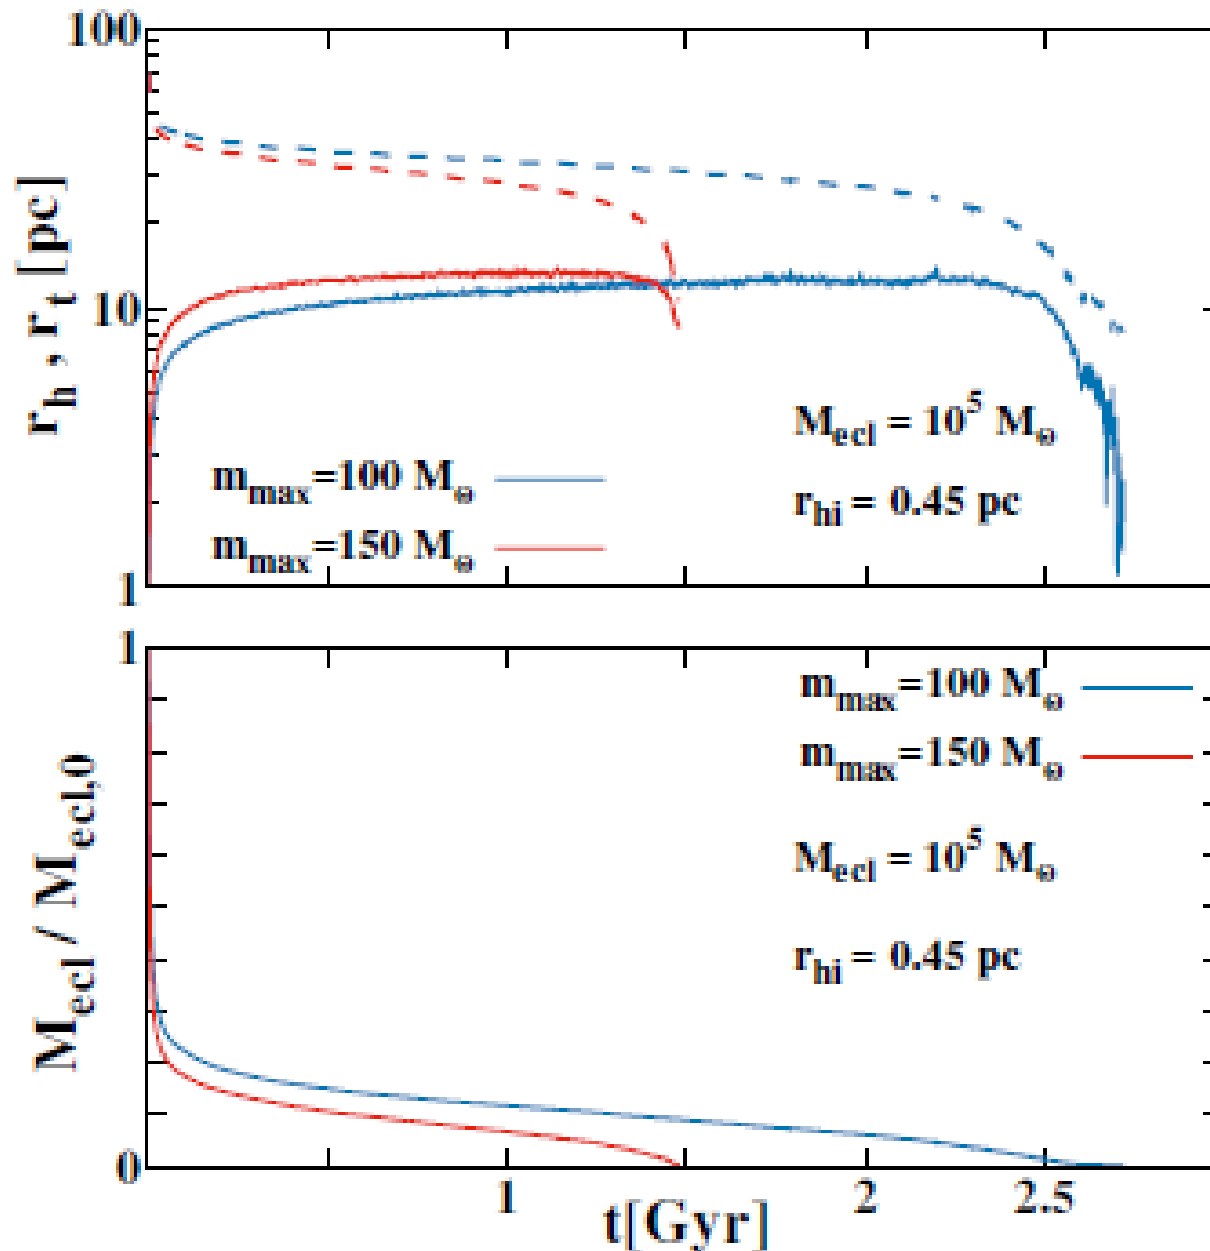 100
r_h , r_t [pc]
10
M_ecl = 10^5 M_⊙
m_max=100 M_⊙
r_hi = 0.45 pc
m_max=150 M_⊙
1
1
m_max=100 M_⊙
m_max=150 M_⊙
M_ecl / M_ecl,0
M_ecl = 10^5 M_⊙
r_hi = 0.45 pc
0
1 2 2.5
t[Gyr]